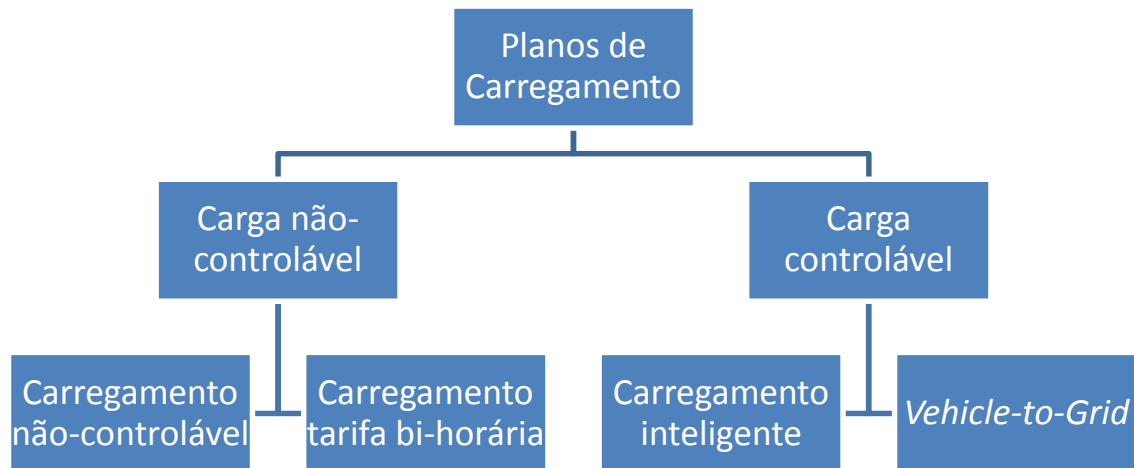 Planos de
Carregamento
Carga não-
controlável
Carga
controlável
Carregamento
não-controlável
Carregamento
tarifa bi-horária
Carregamento
inteligente
Vehicle-to-Grid